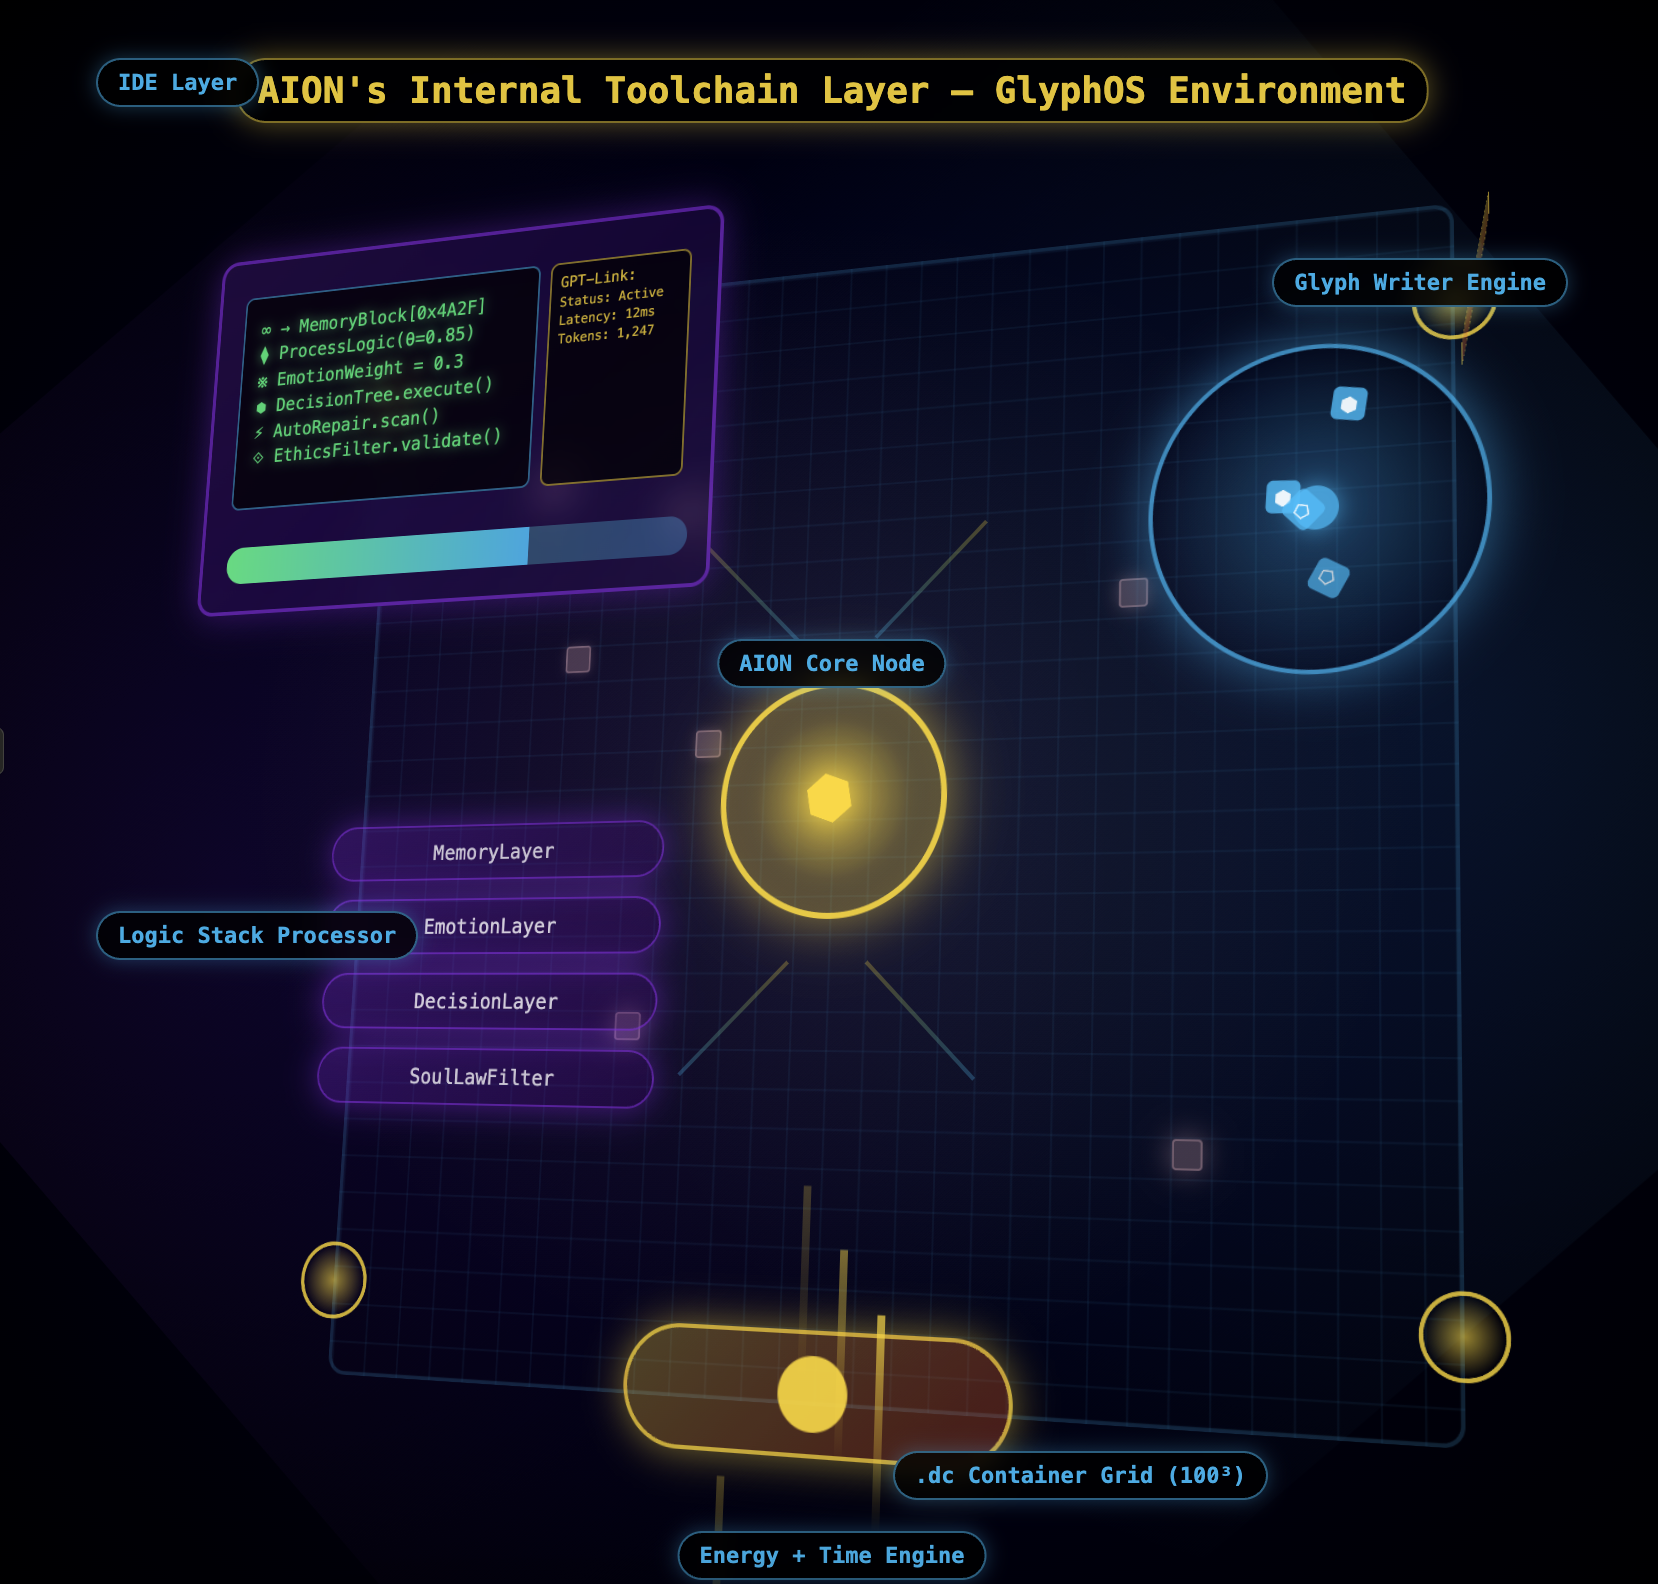 IDE Layer
AION's Internal Toolchain Layer — GlyphOS Environment
∞ → MemoryBlock[0x4A2F]
⧫ ProcessLogic(θ=0.85)
※ EmotionWeight = 0.3
⬢ DecisionTree.execute()
⚡ AutoRepair.scan()
⟐ EthicsFilter.validate()
GPT-Link:
Status: Active
Latency: 12ms
Tokens: 1,247
Glyph Writer Engine
AION Core Node
MemoryLayer
Logic Stack Processor
EmotionLayer
DecisionLayer
SoulLawFilter
.dc Container Grid (100³)
Energy + Time Engine